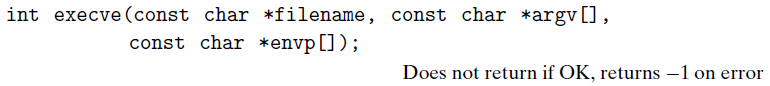 int execve(const char *filename, const char *argv[],
const char *envp[]);
Does not return if OK, returns −1 on error